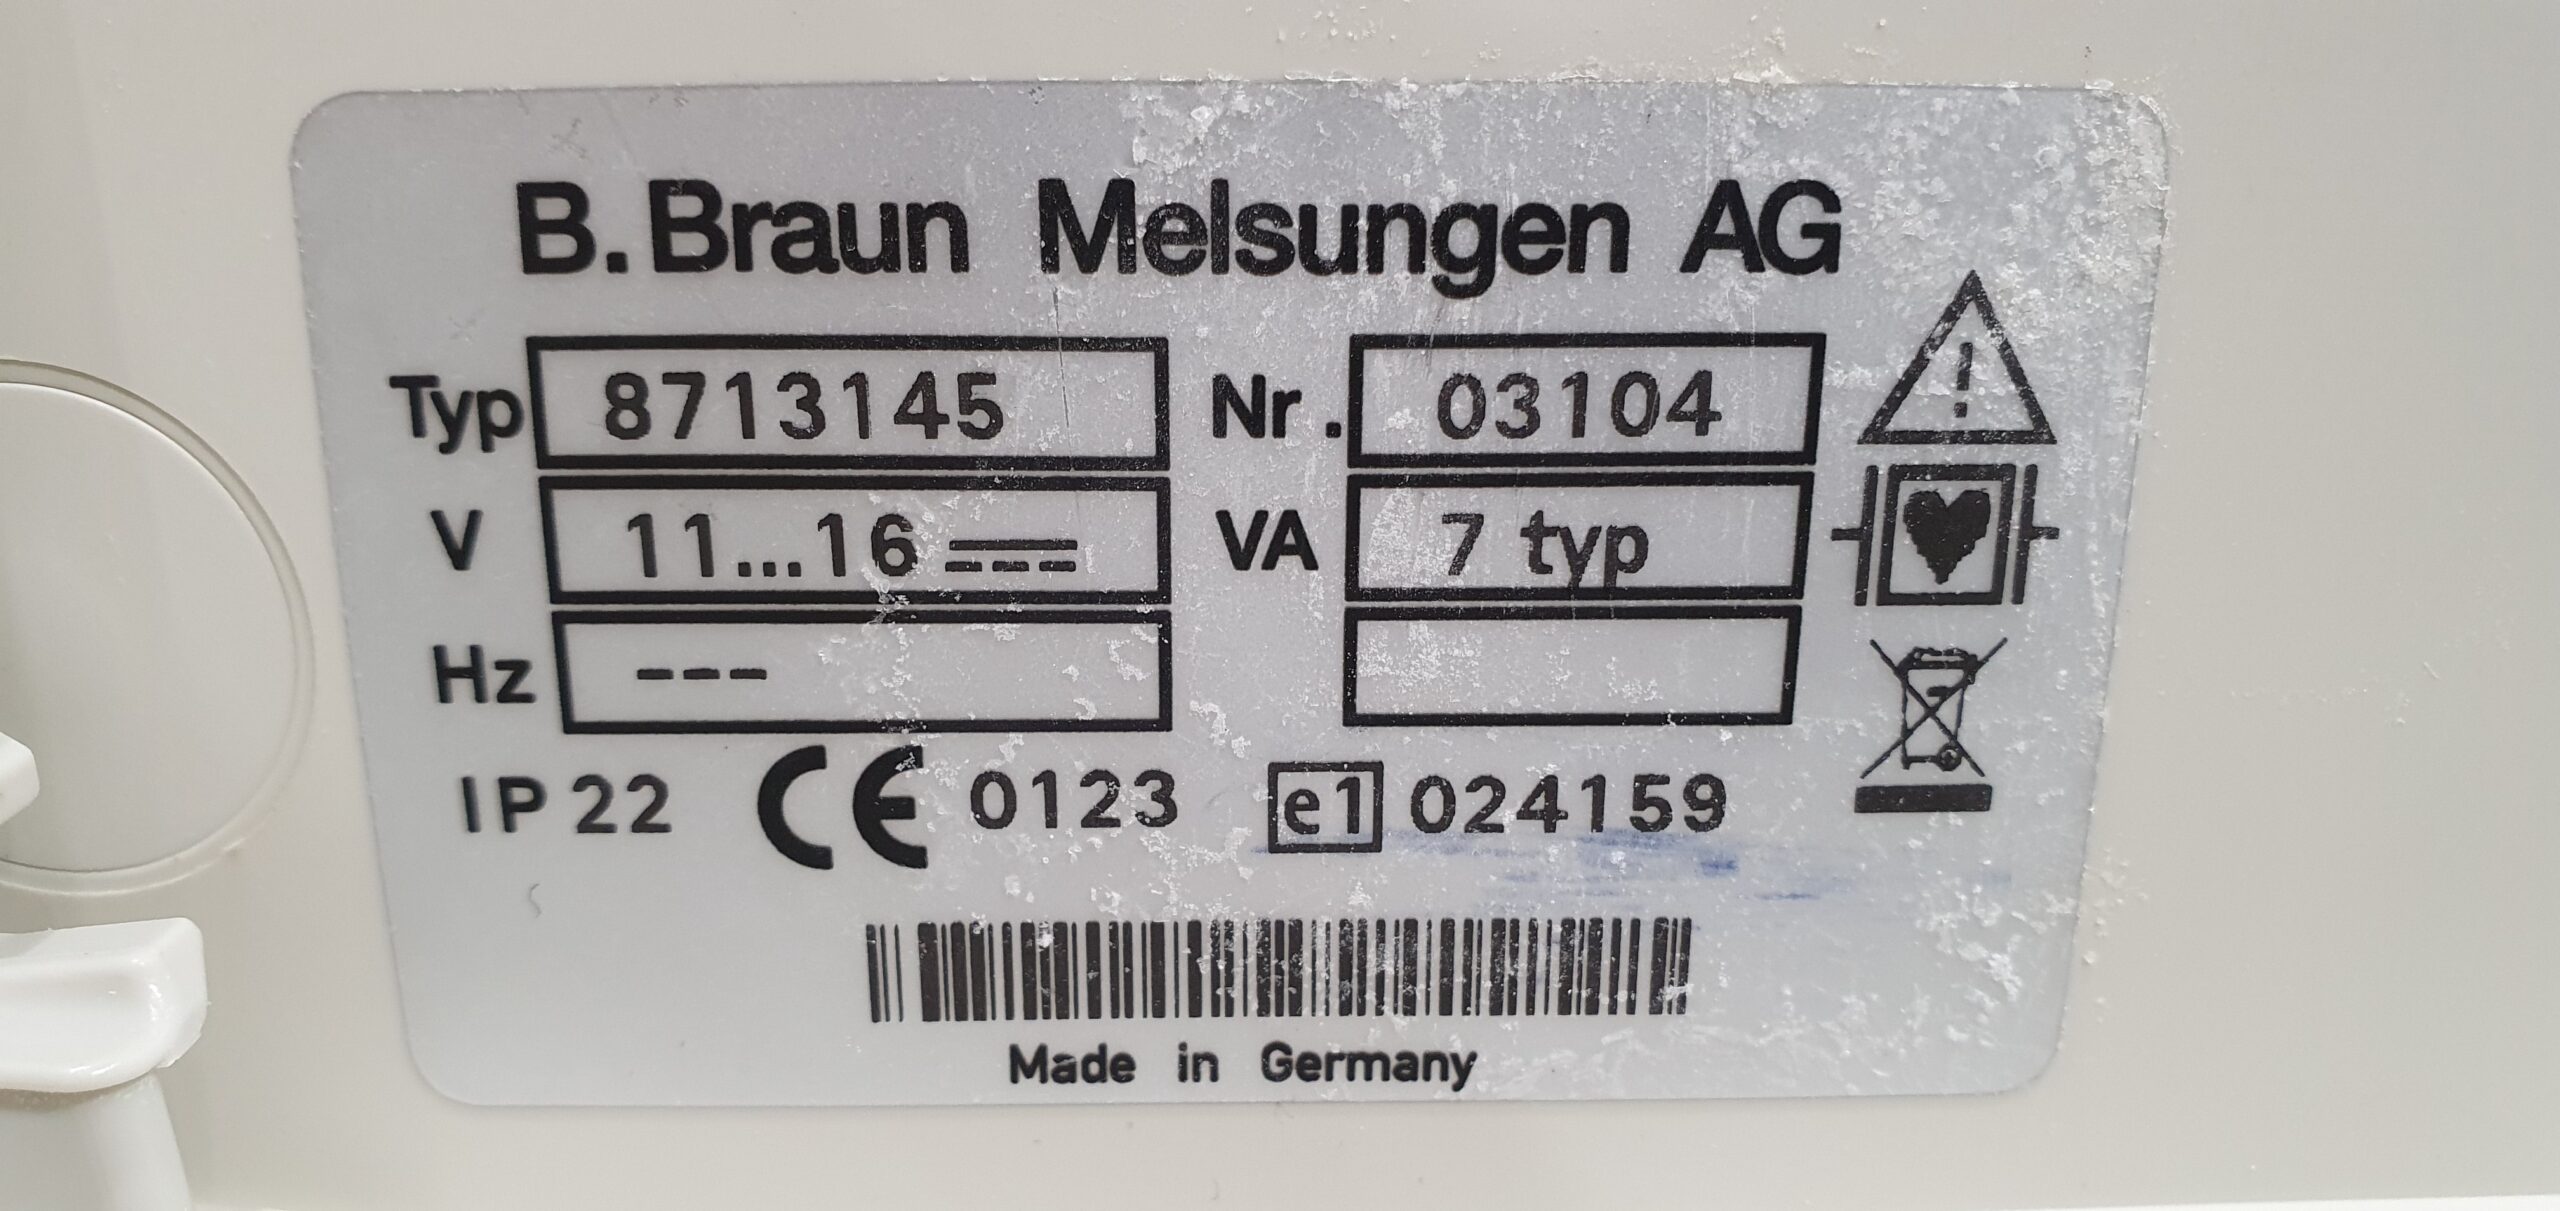 B. Braun Melsungen AG
Typ 8713145 Nr. 03104
V 11...16 VA 7 typ
Hz ---
IP 22 CE 0123 e1 024159
Made in Germany